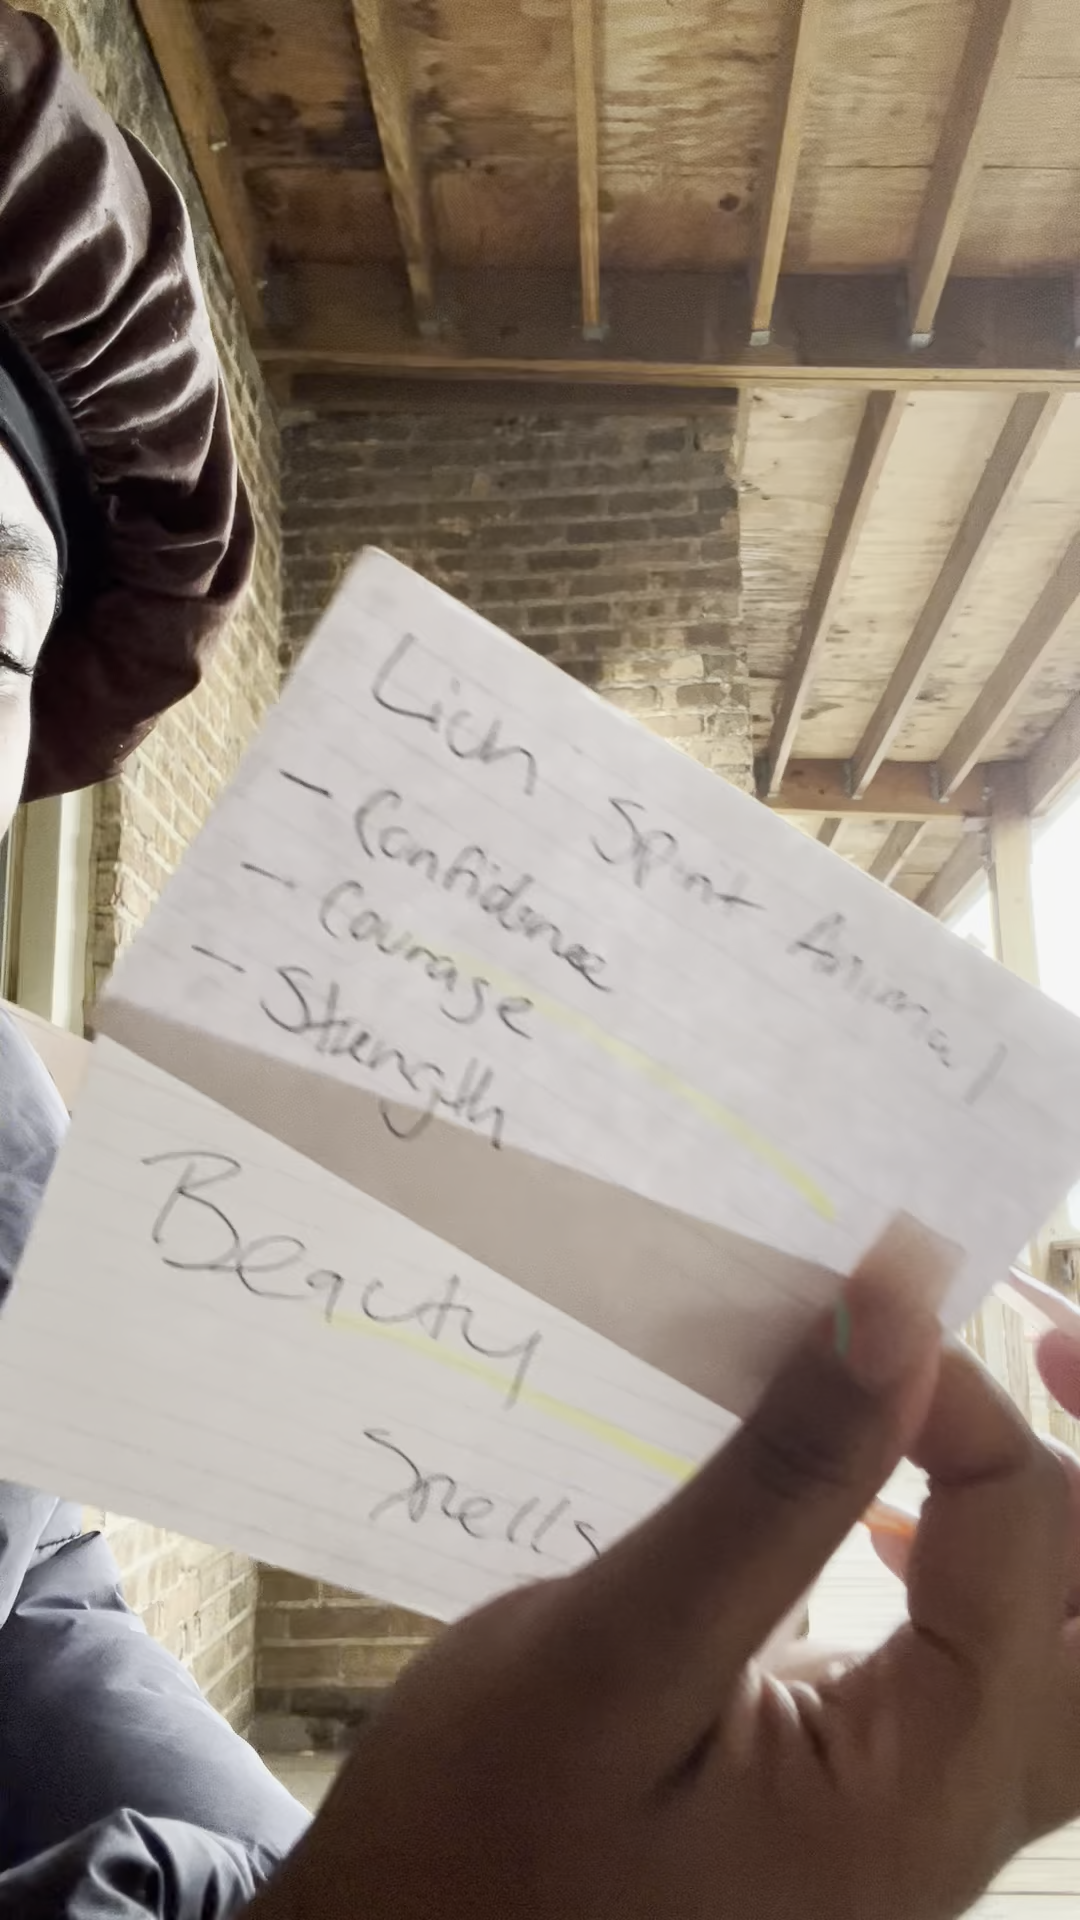 Lion Spirit Animal
- Confidence
- Courage
- Strength
Beauty
Spells